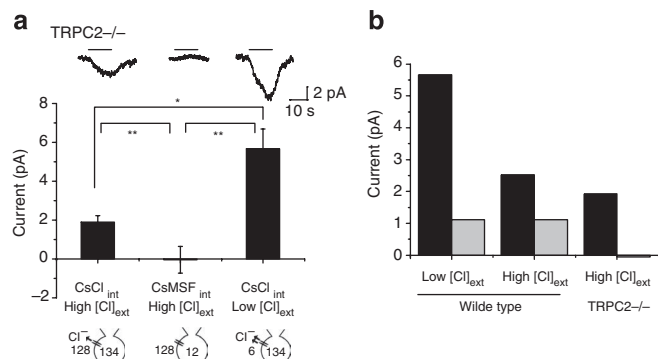 a
TRPC2–/–
2 pA
10 s
*
** **
8
6
4
2
0
–2
Current (pA)
CsCl int
High [Cl]ext
CsMSF int
High [Cl]ext
CsCl int
Low [Cl]ext
Cl–
128 134
128 12
Cl–
6 134
b
6
5
4
3
2
1
0
Current (pA)
Low [Cl]ext High [Cl]ext High [Cl]ext
Wilde type TRPC2–/–